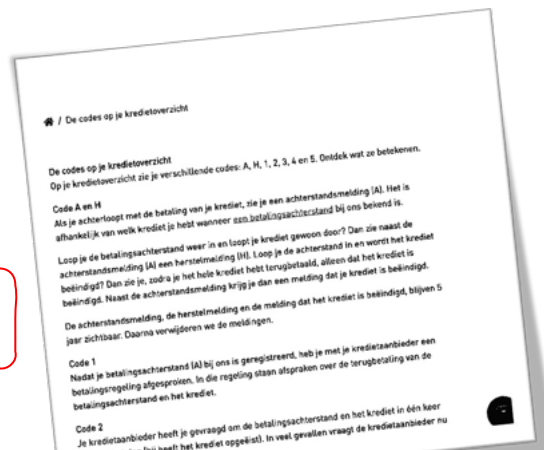 / De codes op je kredietoverzicht
De codes op je kredietoverzicht
Op je kredietoverzicht zie je verschillende codes: A, H, 1, 2, 3, 4 en 5. Ontdek wat ze betekenen.
Code A en H
Als je achterloopt met de betaling van je krediet, zie je een achterstandsmelding (A). Het is
afhankelijk van welk krediet je hebt wanneer een betalingsachterstand bij ons bekend is.
Loop je de betalingsachterstand weer in en loopt je krediet gewoon door? Dan zie naast de
achterstandsmelding (A) een herstelmelding (H). Loop je de achterstand in en wordt het krediet
beëindigd? Dan zie je, zodra je het hele krediet hebt terugbetaald, alleen dat het krediet is
beëindigd. Naast de achterstandsmelding krijg je dan een melding dat je krediet is beëindigd.
De achterstandsmelding, de herstelmelding en de melding dat het krediet is beëindigd, blijven 5
jaar zichtbaar. Daarna verwijderen we de meldingen.
Code 1
Nadat je betalingsachterstand (A) bij ons is geregistreerd, heb je met je kredietaanbieder een
betalingsregeling afgesproken. In die regeling staan afspraken over de terugbetaling van de
betalingsachterstand en het krediet.
Code 2
Je kredietaanbieder heeft je gevraagd om de betalingsachterstand en het krediet in één keer
heeft het krediet opgeëist). In veel gevallen vraagt de kredietaanbieder nu